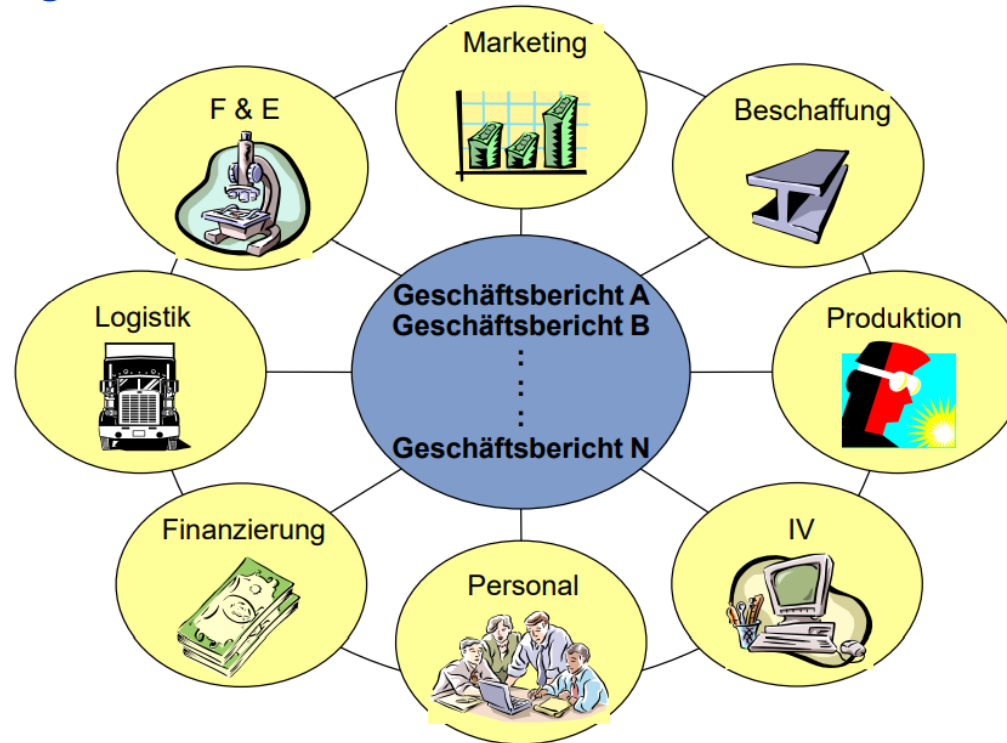 Marketing
F & E
Beschaffung
Geschäftsbericht A
Geschäftsbericht B
:
:
:
Geschäftsbericht N
Logistik
Produktion
Finanzierung
IV
Personal